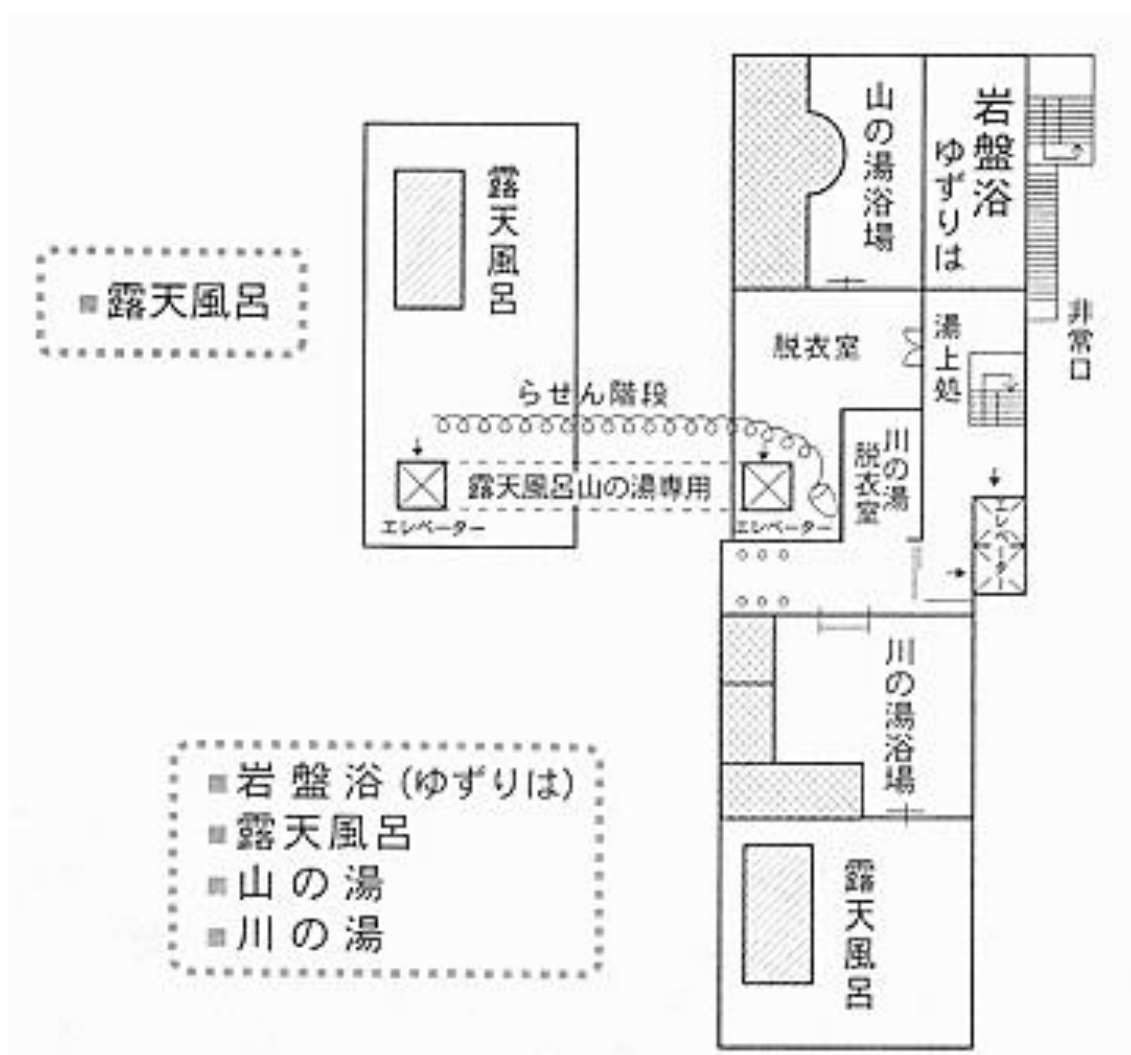 露天風呂
露天風呂
らせん階段
露天風呂山の湯専用
エレベーター
山の湯浴場
岩盤浴
ゆずりは
非常口
湯上処
脱衣室
川の湯
脱衣室
エレベーター
エレベーター
川の湯浴場
露天風呂
岩盤浴(ゆずりは)
露天風呂
山の湯
川の湯